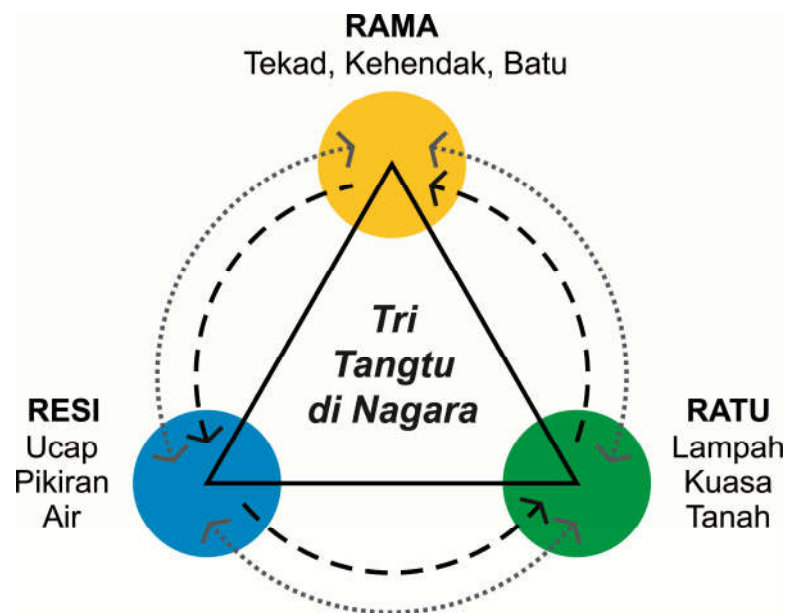 RAMA
Tekad, Kehendak, Batu
Tri
Tangtu
di Nagara
RESI
Ucap
Pikiran
Air
RATU
Lampah
Kuasa
Tanah